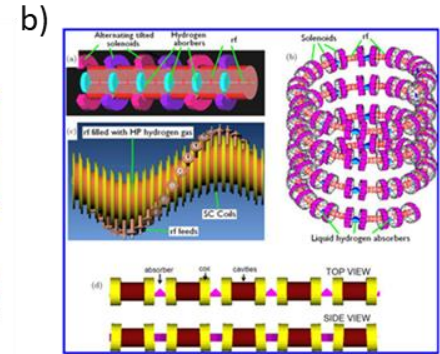 b)
Alternating tilted solenoids
Hydrogen aborbers
rf
(a)
Solenoids
rf
(b)
(c)
rf filled with HP hydrogen gas
SC Coils
rf feeds
Liquid hydrogen absorbers
absorber
cavities
TOP VIEW
(d)
SIDE VIEW